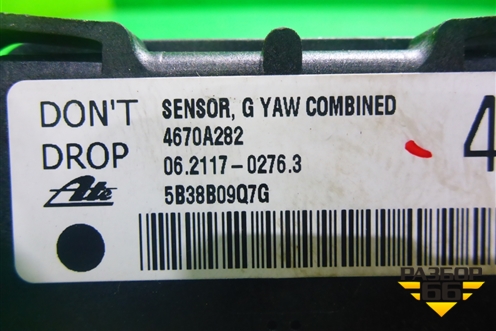 DON'T
DROP
Ate
SENSOR, G YAW COMBINED
4670A282
06.2117-0276.3
5B38B09Q7G
4
РАЗБОР
66